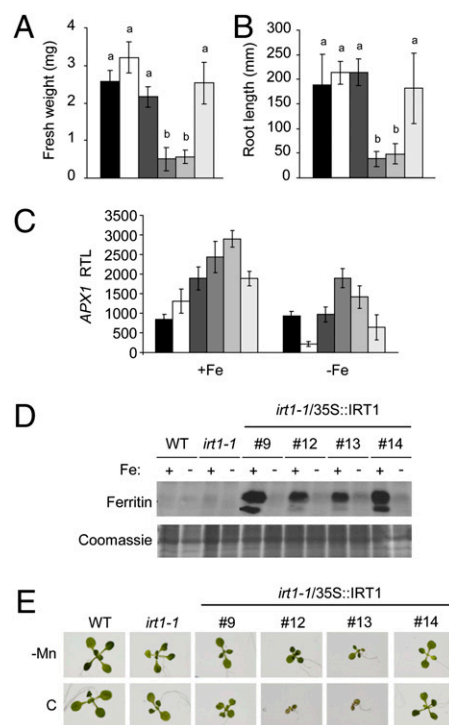 A
B
Fresh weight (mg)
4
3
2
1
0
a
a
a
b
b
a
Root length (mm)
300
250
200
150
100
50
0
a
a
a
b
b
a
C
APX1 RTL
3500
3000
2500
2000
1500
1000
500
0
+Fe
-Fe
D
irt1-1/35S::IRT1
WT irt1-1 #9 #12 #13 #14
Fe: + - + - + - + - + - + -
Ferritin
Coomassie
E
irt1-1/35S::IRT1
WT irt1-1 #9 #12 #13 #14
-Mn
C